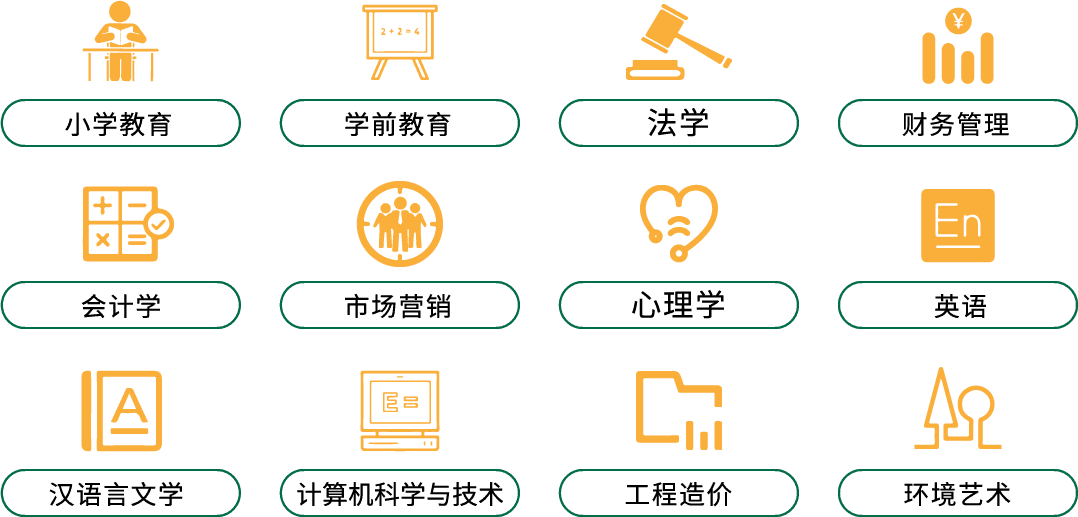 2 + 2 = 4
¥
小学教育
学前教育
法学
财务管理
En
会计学
市场营销
心理学
英语
A
E=
汉语言文学
计算机科学与技术
工程造价
环境艺术